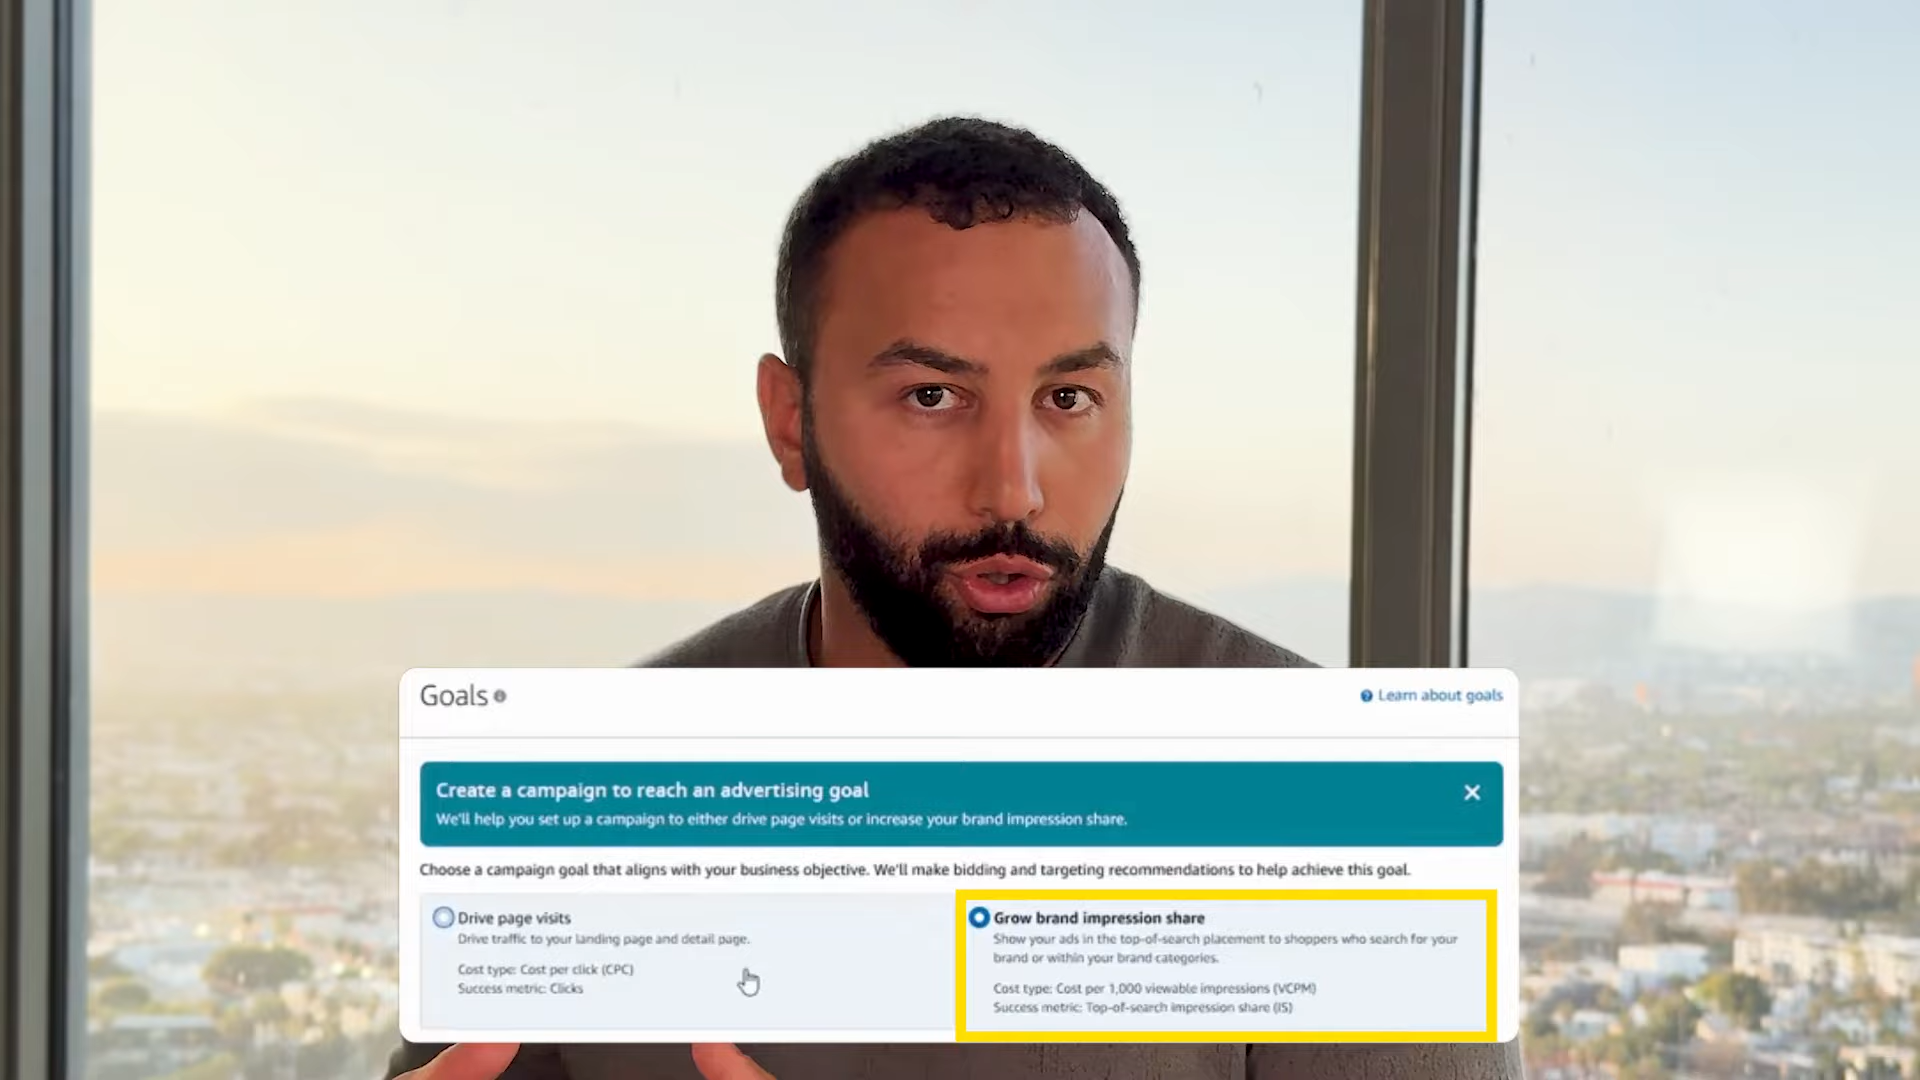 Goals
Learn about goals
Create a campaign to reach an advertising goal
We'll help you set up a campaign to either drive page visits or increase your brand impression share.
Choose a campaign goal that aligns with your business objective. We'll make bidding and targeting recommendations to help achieve this goal.
Drive page visits
Drive traffic to your landing page and detail page.
Cost type: Cost per click (CPC)
Success metric: Clicks
Grow brand impression share
Show your ads in the top-of-search placement to shoppers who search for your
brand or within your brand categories.
Cost type: Cost per 1,000 viewable impressions (VCPM)
Success metric: Top-of-search impression share (IS)